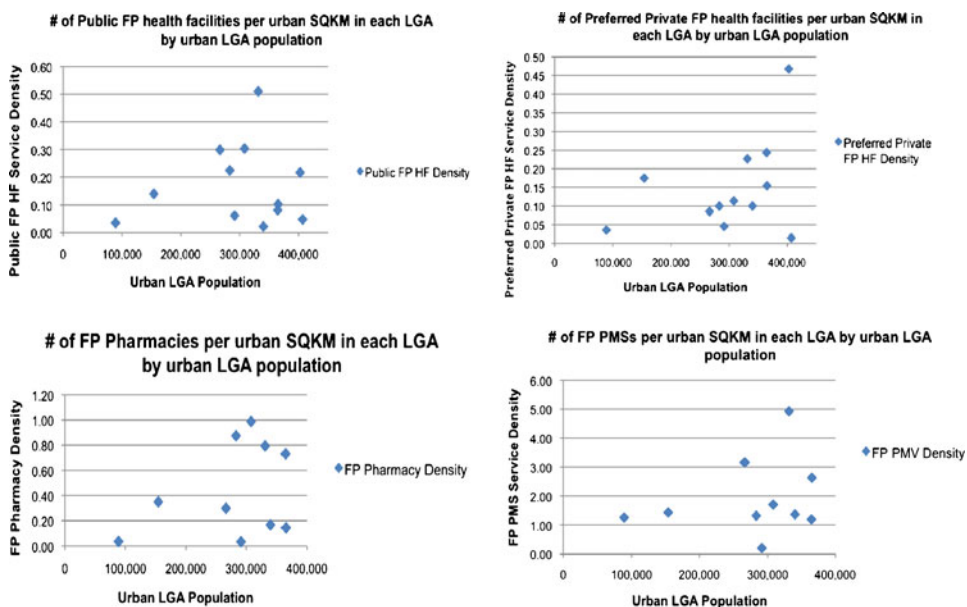 # of Public FP health facilities per urban SQKM in each LGA
by urban LGA population
0.60
0.50
0.40
0.30
0.20
0.10
0.00
Public FP HF Service Density
0
100,000
200,000
300,000
400,000
Urban LGA Population
Public FP HF Density
# of Preferred Private FP health facilities per urban SQKM in
each LGA by urban LGA population
0.50
0.45
0.40
0.35
0.30
0.25
0.20
0.15
0.10
0.05
0.00
Preferred Private FP HF Service Density
0
100,000
200,000
300,000
400,000
Urban LGA Population
Preferred Private
FP HF Density
# of FP Pharmacies per urban SQKM in each LGA
by urban LGA population
1.20
1.00
0.80
0.60
0.40
0.20
0.00
FP Pharmacy Density
0
100,000
200,000
300,000
400,000
Urban LGA Population
FP Pharmacy Density
# of FP PMSs per urban SQKM in each LGA by urban LGA
population
6.00
5.00
4.00
3.00
2.00
1.00
0.00
FP PMS Service Density
0
100,000
200,000
300,000
400,000
Urban LGA Population
FP PMV Density